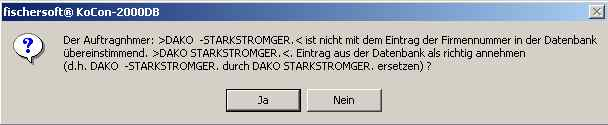 fischersoft® KoCon-2000DB
Der Auftragnhmer: >DAKO -STARKSTROMGER.< ist nicht mit dem Eintrag der Firmennummer in der Datenbank
übereinstimmend. >DAKO STARKSTROMGER.<. Eintrag aus der Datenbank als richtig annehmen
(d.h. DAKO -STARKSTROMGER. durch DAKO STARKSTROMGER. ersetzen) ?
Ja Nein